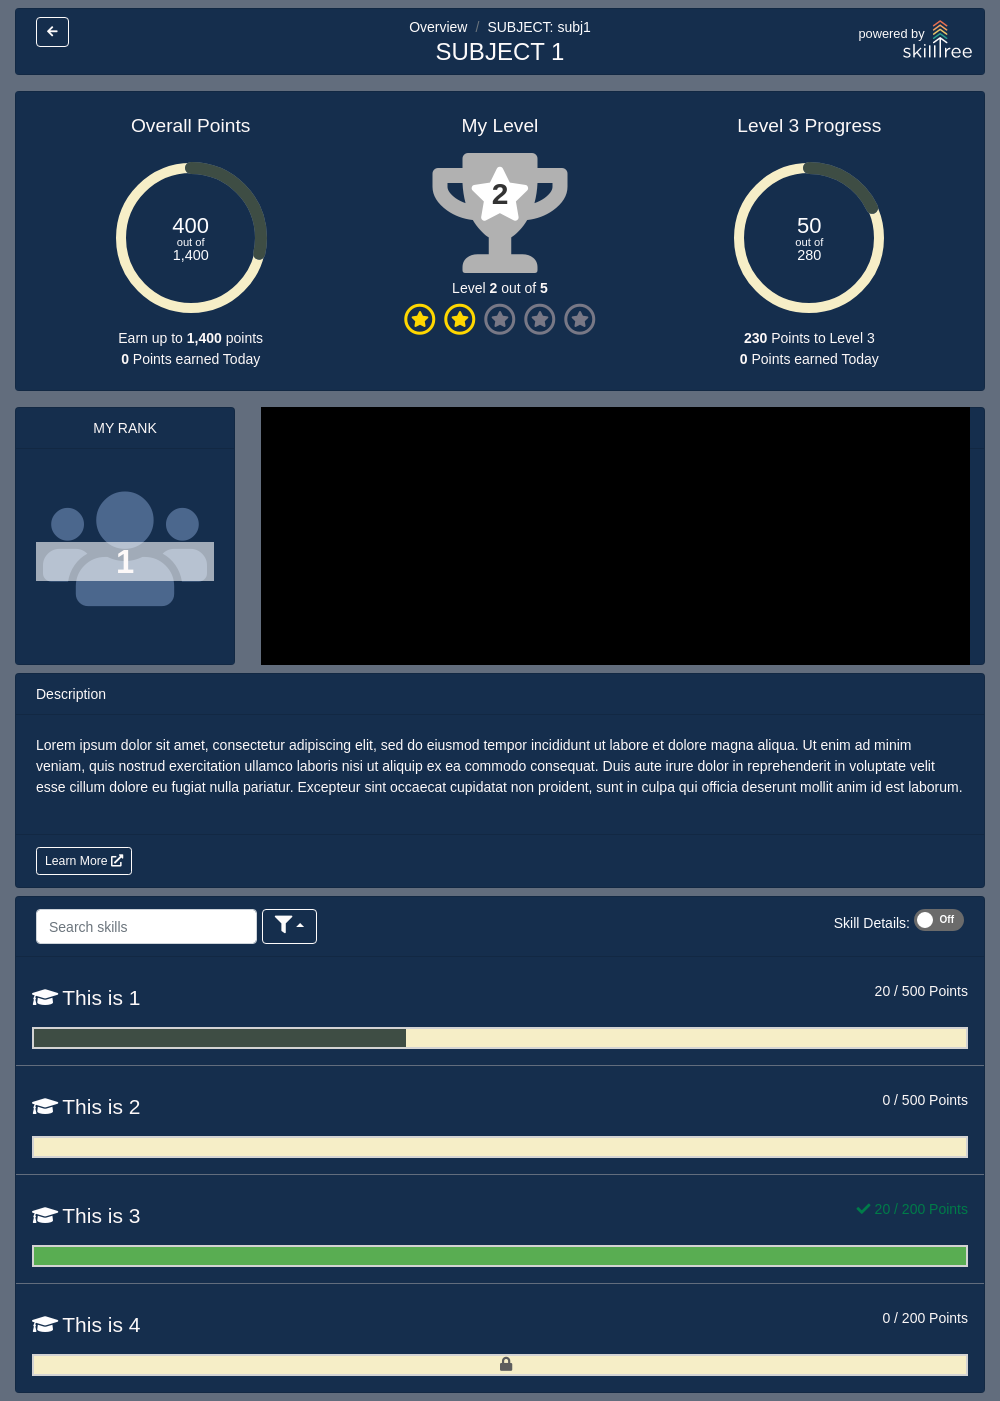 Overview / SUBJECT: subj1
SUBJECT 1
powered by
skilltree
Overall Points
400
out of
1,400
Earn up to 1,400 points
0 Points earned Today
My Level
2
Level 2 out of 5
Level 3 Progress
50
out of
280
230 Points to Level 3
0 Points earned Today
MY RANK
1
Description
Lorem ipsum dolor sit amet, consectetur adipiscing elit, sed do eiusmod tempor incididunt ut labore et dolore magna aliqua. Ut enim ad minim
veniam, quis nostrud exercitation ullamco laboris nisi ut aliquip ex ea commodo consequat. Duis aute irure dolor in reprehenderit in voluptate velit
esse cillum dolore eu fugiat nulla pariatur. Excepteur sint occaecat cupidatat non proident, sunt in culpa qui officia deserunt mollit anim id est laborum.
Learn More
Search skills
Skill Details: Off
This is 1
20 / 500 Points
This is 2
0 / 500 Points
This is 3
20 / 200 Points
This is 4
0 / 200 Points